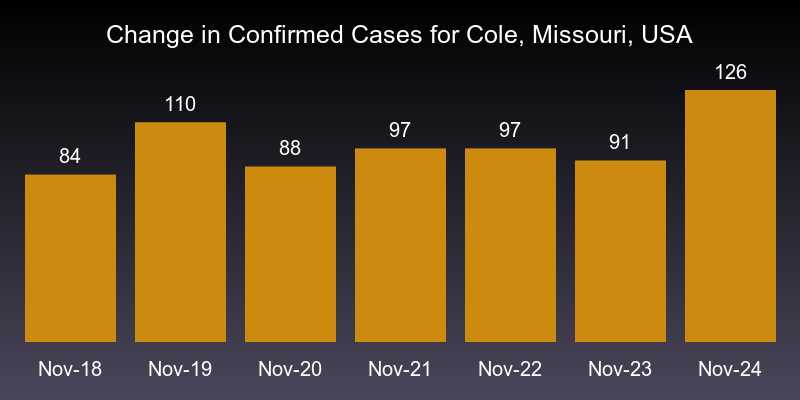 Change in Confirmed Cases for Cole, Missouri, USA
84
110
88
97
97
91
126
Nov-18
Nov-19
Nov-20
Nov-21
Nov-22
Nov-23
Nov-24